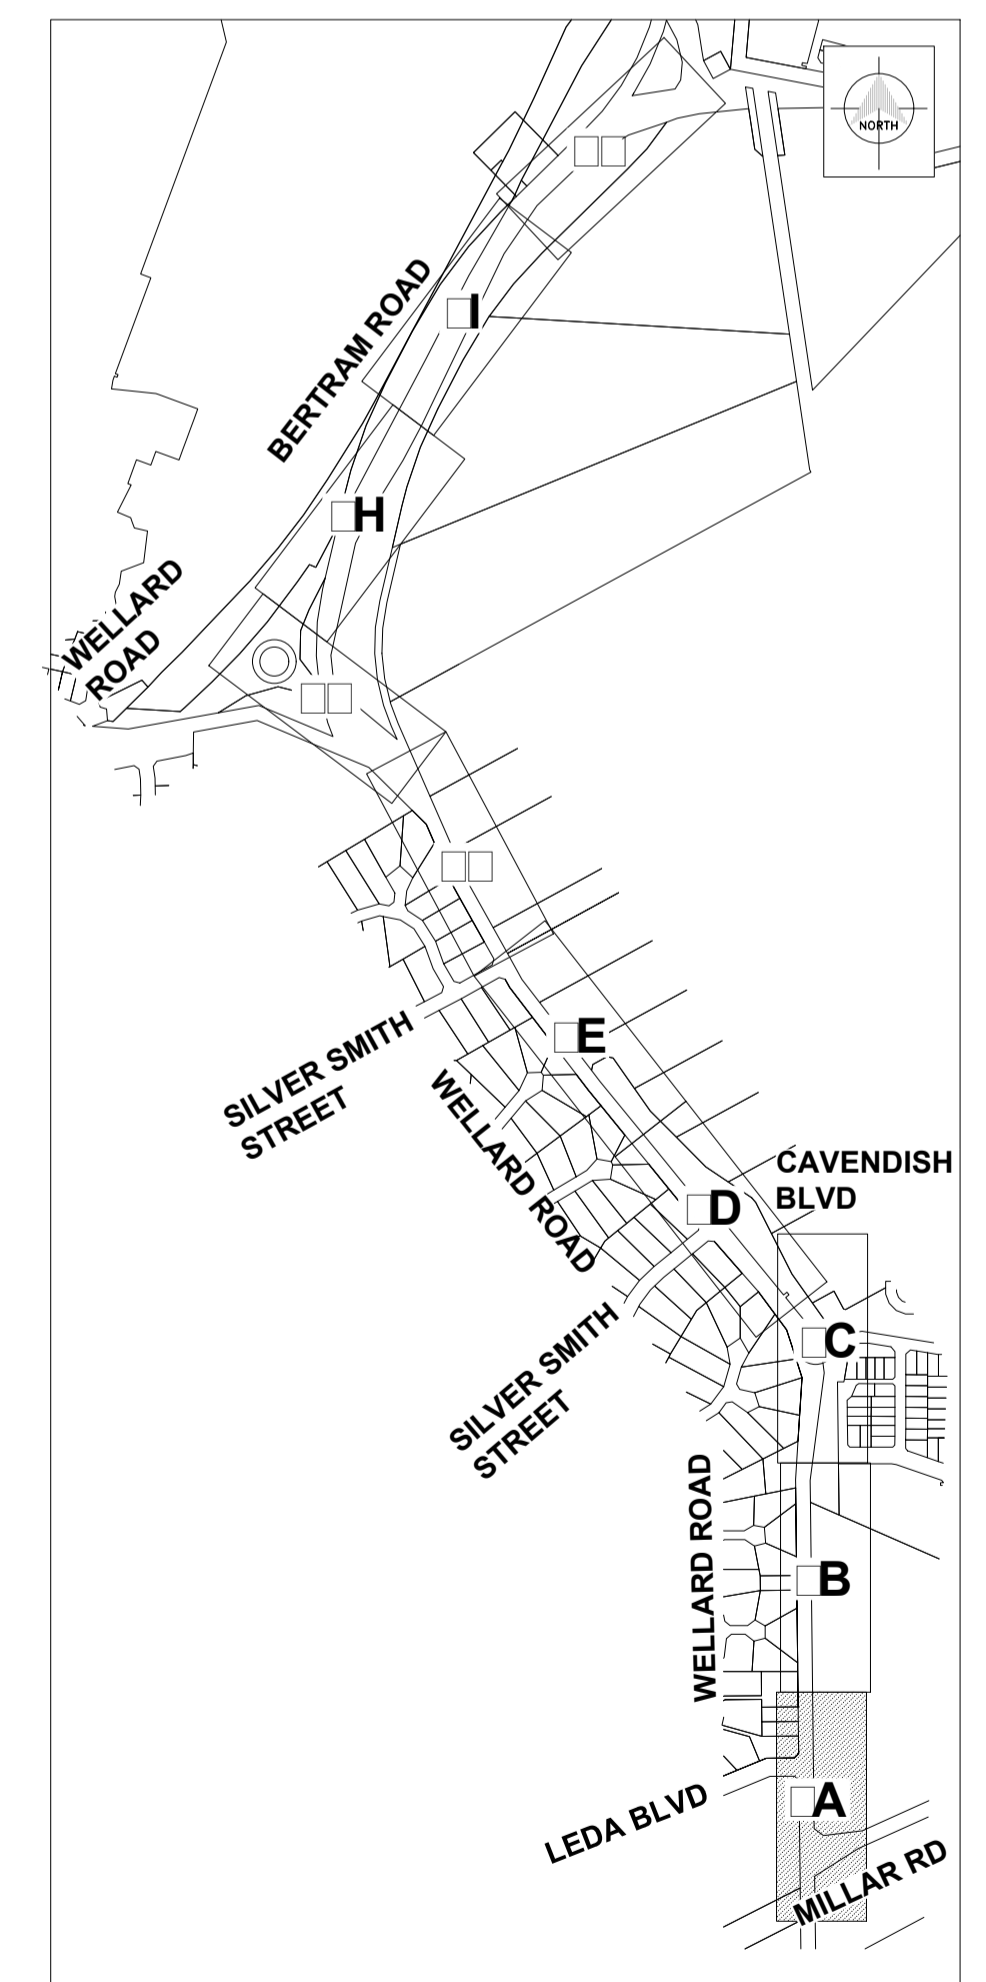 NORTH
BERTRAM ROAD
I
H
WELLARD
ROAD
E
SILVER SMITH
STREET
WELLARD ROAD
CAVENDISH
BLVD
D
C
SILVER SMITH
STREET
WELLARD ROAD
B
A
LEDA BLVD
MILLAR RD